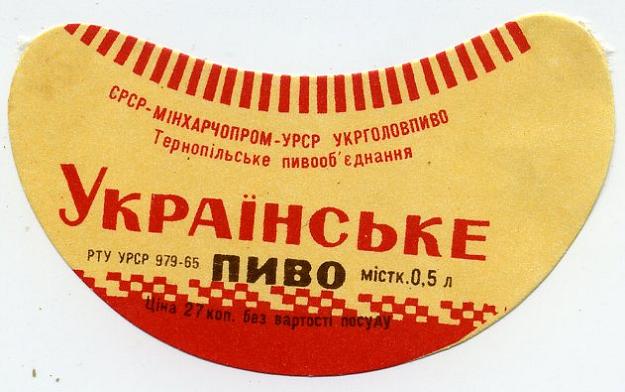 СРСР-МІНХАРЧОПРОМ-УРСР УКРГОЛОВПИВО
Тернопільське пивооб'єднання
Українське
РТУ УРСР 979-65 ПИВО містк.0,5 л
Ціна 27 коп. без вартості посуду